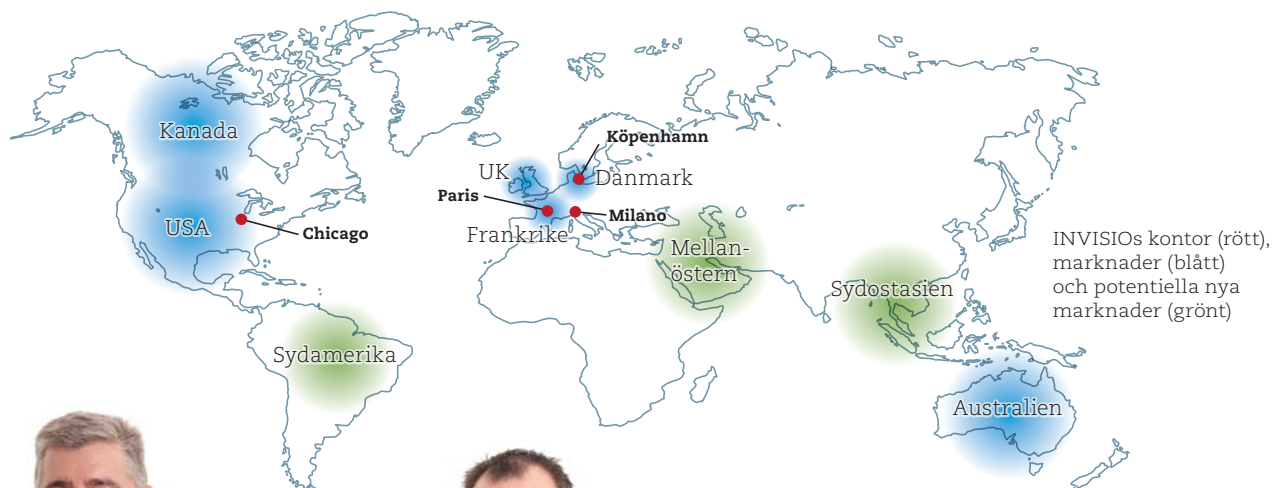 Kanada
Köpenhamn
UK
Danmark
Paris
USA
Milano
Chicago
Frankrike
Mellan-
östern
INVISIOs kontor (rött),
marknader (blått)
och potentiella nya
marknader (grönt)
Sydostasien
Sydamerika
Australien